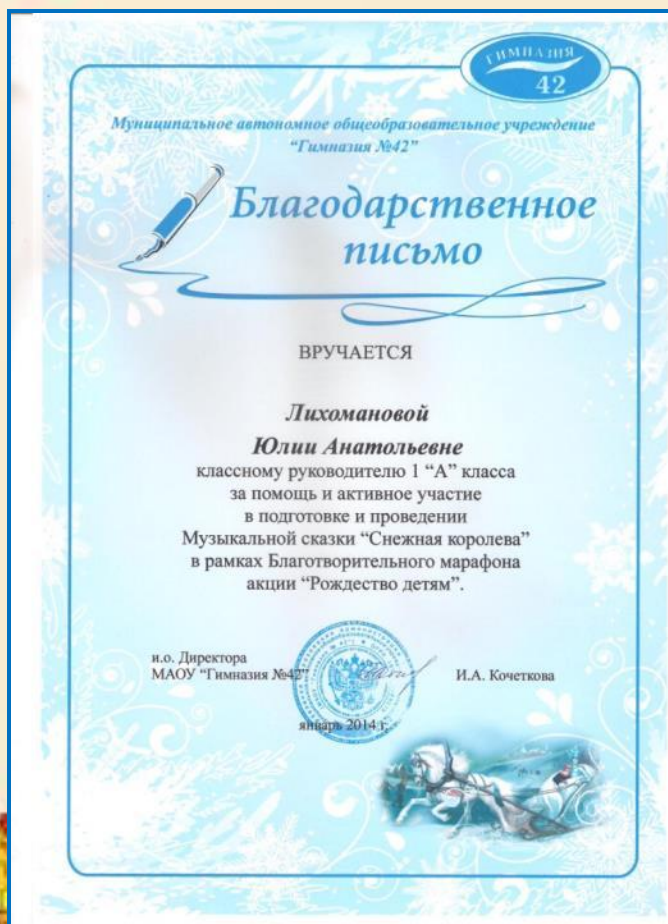 ГИМНАЗИЯ
42
Муниципальное автономное общеобразовательное учреждение
“Гимназия №42”
Благодарственное
письмо
ВРУЧАЕТСЯ
Лихомановой
Юлии Анатольевне
классному руководителю 1 “А” класса
за помощь и активное участие
в подготовке и проведении
Музыкальной сказки “Снежная королева”
в рамках Благотворительного марафона
акции “Рождество детям”.
и.о. Директора
МАОУ “Гимназия №42” И.А. Кочеткова
январь 2014 г.